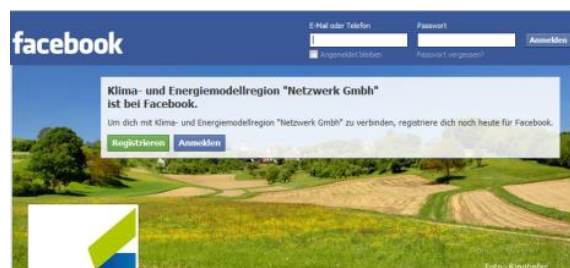 facebook
E-Mail oder Telefon
Passwort
Anmelden
Angemeldet bleiben
Passwort vergessen?
Klima- und Energiemodellregion "Netzwerk Gmbh"
ist bei Facebook.
Um dich mit Klima- und Energiemodellregion "Netzwerk Gmbh" zu verbinden, registriere dich noch heute für Facebook.
Registrieren
Anmelden